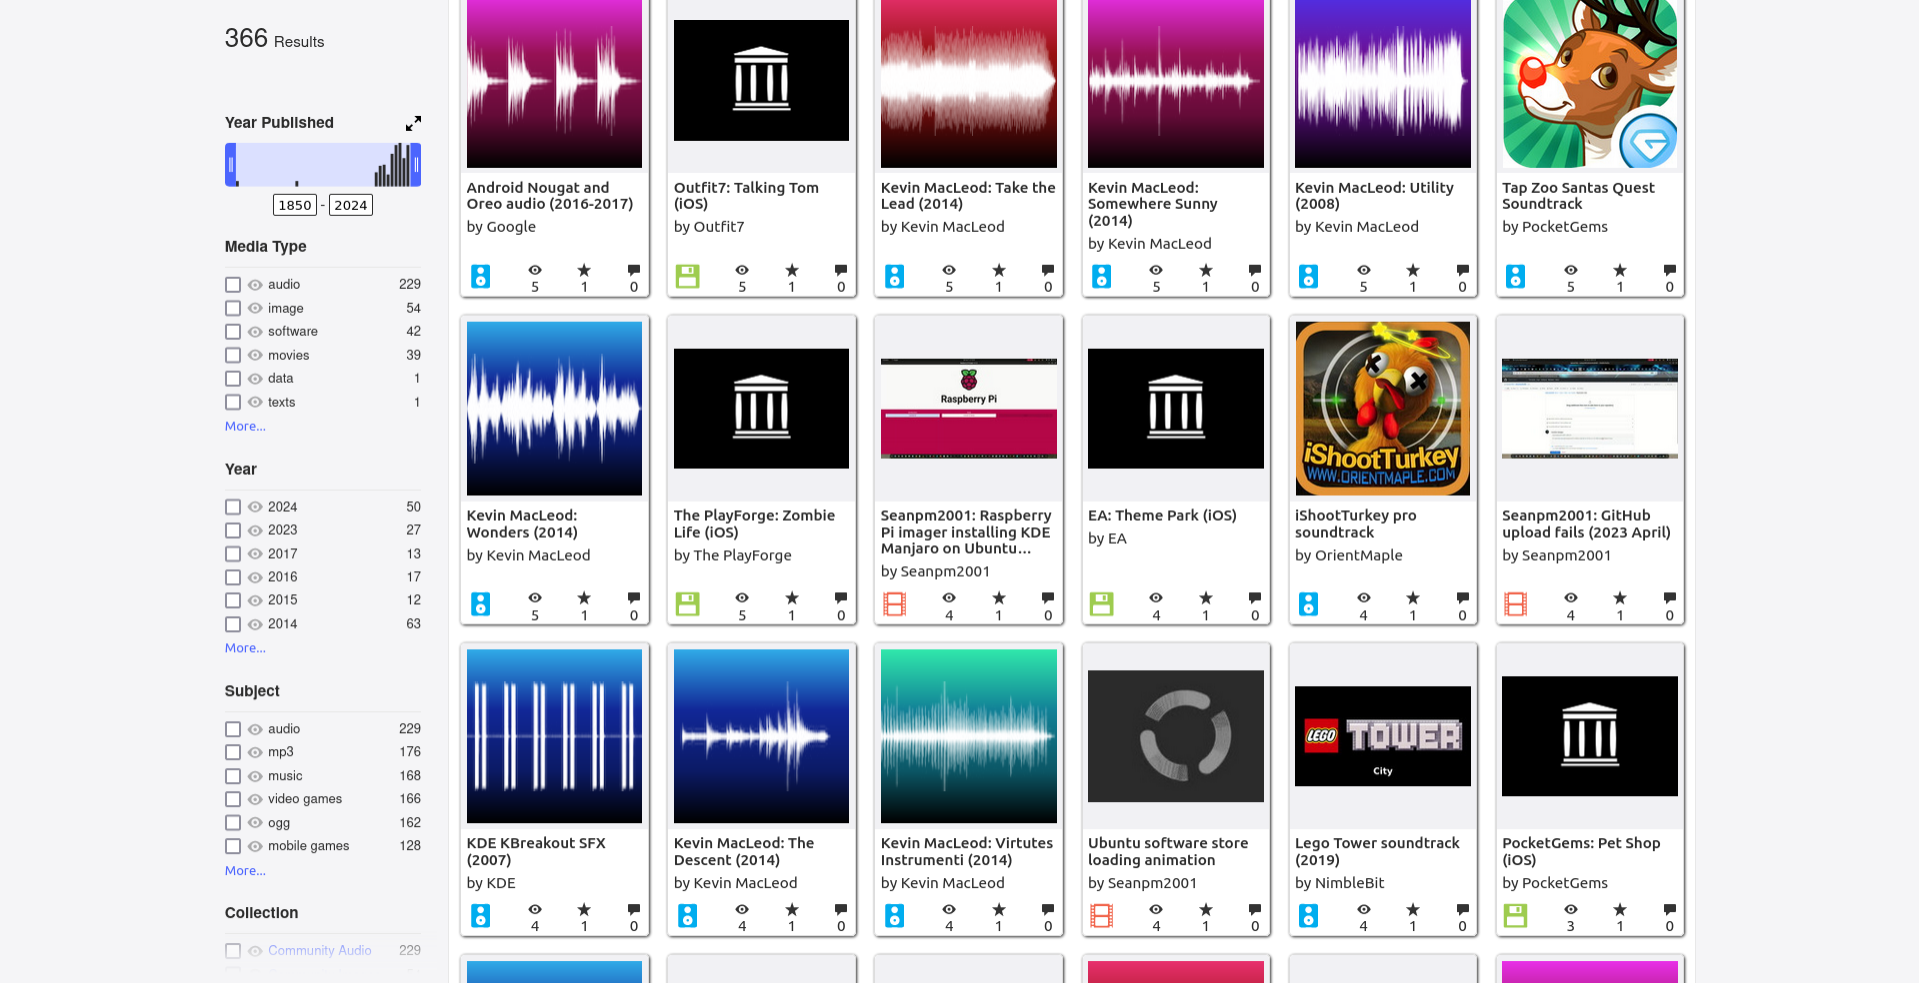 366 Results
Year Published
1850 - 2024
Media Type
audio 229
image 54
software 42
movies 39
data 1
texts 1
More...
Year
2024 50
2023 27
2017 13
2016 17
2015 12
2014 63
More...
Subject
audio 229
mp3 176
music 168
video games 166
ogg 162
mobile games 128
More...
Collection
Community Audio 229
Android Nougat and
Oreo audio (2016-2017)
by Google
5 1 0
Outfit7: Talking Tom
(iOS)
by Outfit7
5 1 0
Kevin MacLeod: Take the
Lead (2014)
by Kevin MacLeod
5 1 0
Kevin MacLeod:
Somewhere Sunny
(2014)
by Kevin MacLeod
5 1 0
Kevin MacLeod: Utility
(2008)
by Kevin MacLeod
5 1 0
Tap Zoo Santas Quest
Soundtrack
by PocketGems
5 1 0
Kevin MacLeod:
Wonders (2014)
by Kevin MacLeod
5 1 0
The PlayForge: Zombie
Life (iOS)
by The PlayForge
5 1 0
Raspberry Pi
Seanpm2001: Raspberry
Pi imager installing KDE
Manjaro on Ubuntu...
by Seanpm2001
4 1 0
EA: Theme Park (iOS)
by EA
4 1 0
iShootTurkey
WWW.ORIENTMAPLE.COM
iShootTurkey pro
soundtrack
by OrientMaple
4 1 0
Seanpm2001: GitHub
upload fails (2023 April)
by Seanpm2001
4 1 0
KDE KBreakout SFX
(2007)
by KDE
4 1 0
Kevin MacLeod: The
Descent (2014)
by Kevin MacLeod
4 1 0
Kevin MacLeod: Virtutes
Instrumenti (2014)
by Kevin MacLeod
4 1 0
Ubuntu software store
loading animation
by Seanpm2001
4 1 0
LEGO TOWER
City
Lego Tower soundtrack
(2019)
by NimbleBit
4 1 0
PocketGems: Pet Shop
(iOS)
by PocketGems
3 1 0